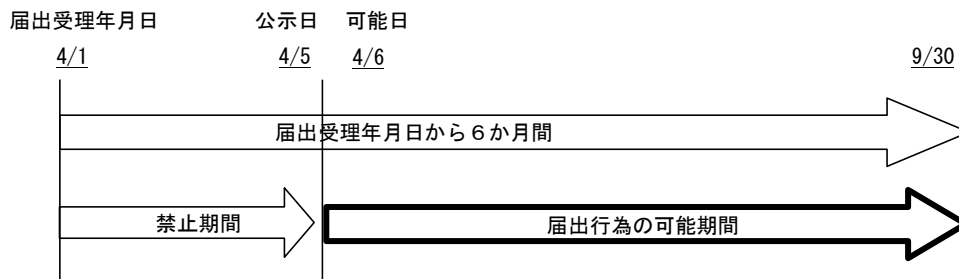 届出受理年月日 公示日 可能日
4/1 4/5 4/6 9/30
届出受理年月日から６か月間
禁止期間 届出行為の可能期間